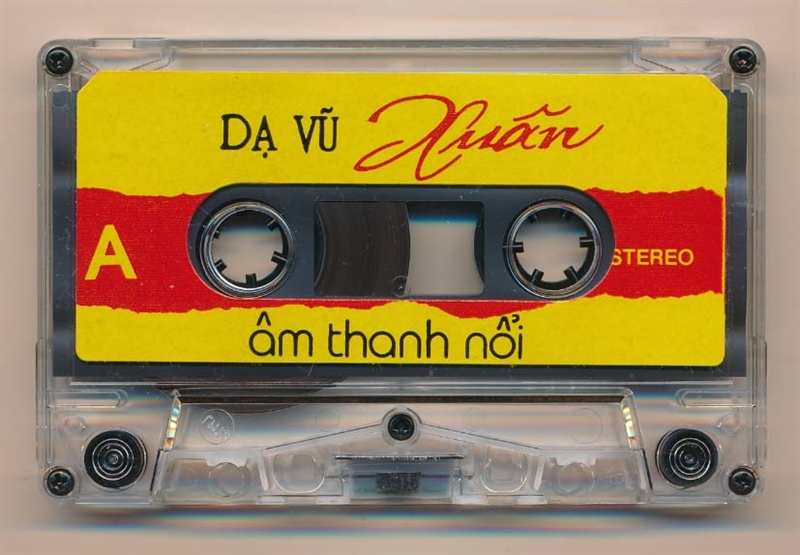 DẠ VŨ Xuân
A
STEREO
âm thanh nổi